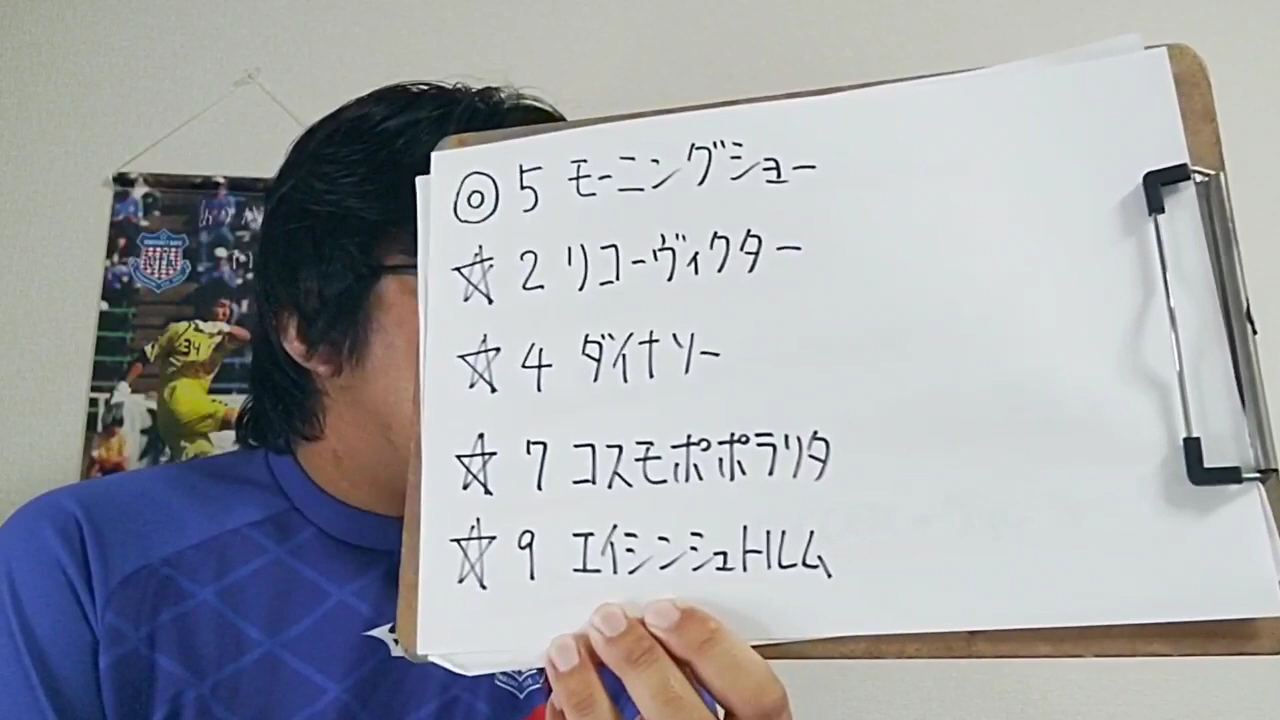 ◎ 5 モーニングショー
☆ 2 リコーヴィクター
☆ 4 ダイナソー
☆ 7 コスモポポラリタ
☆ 9 エイシンシュトルム
34